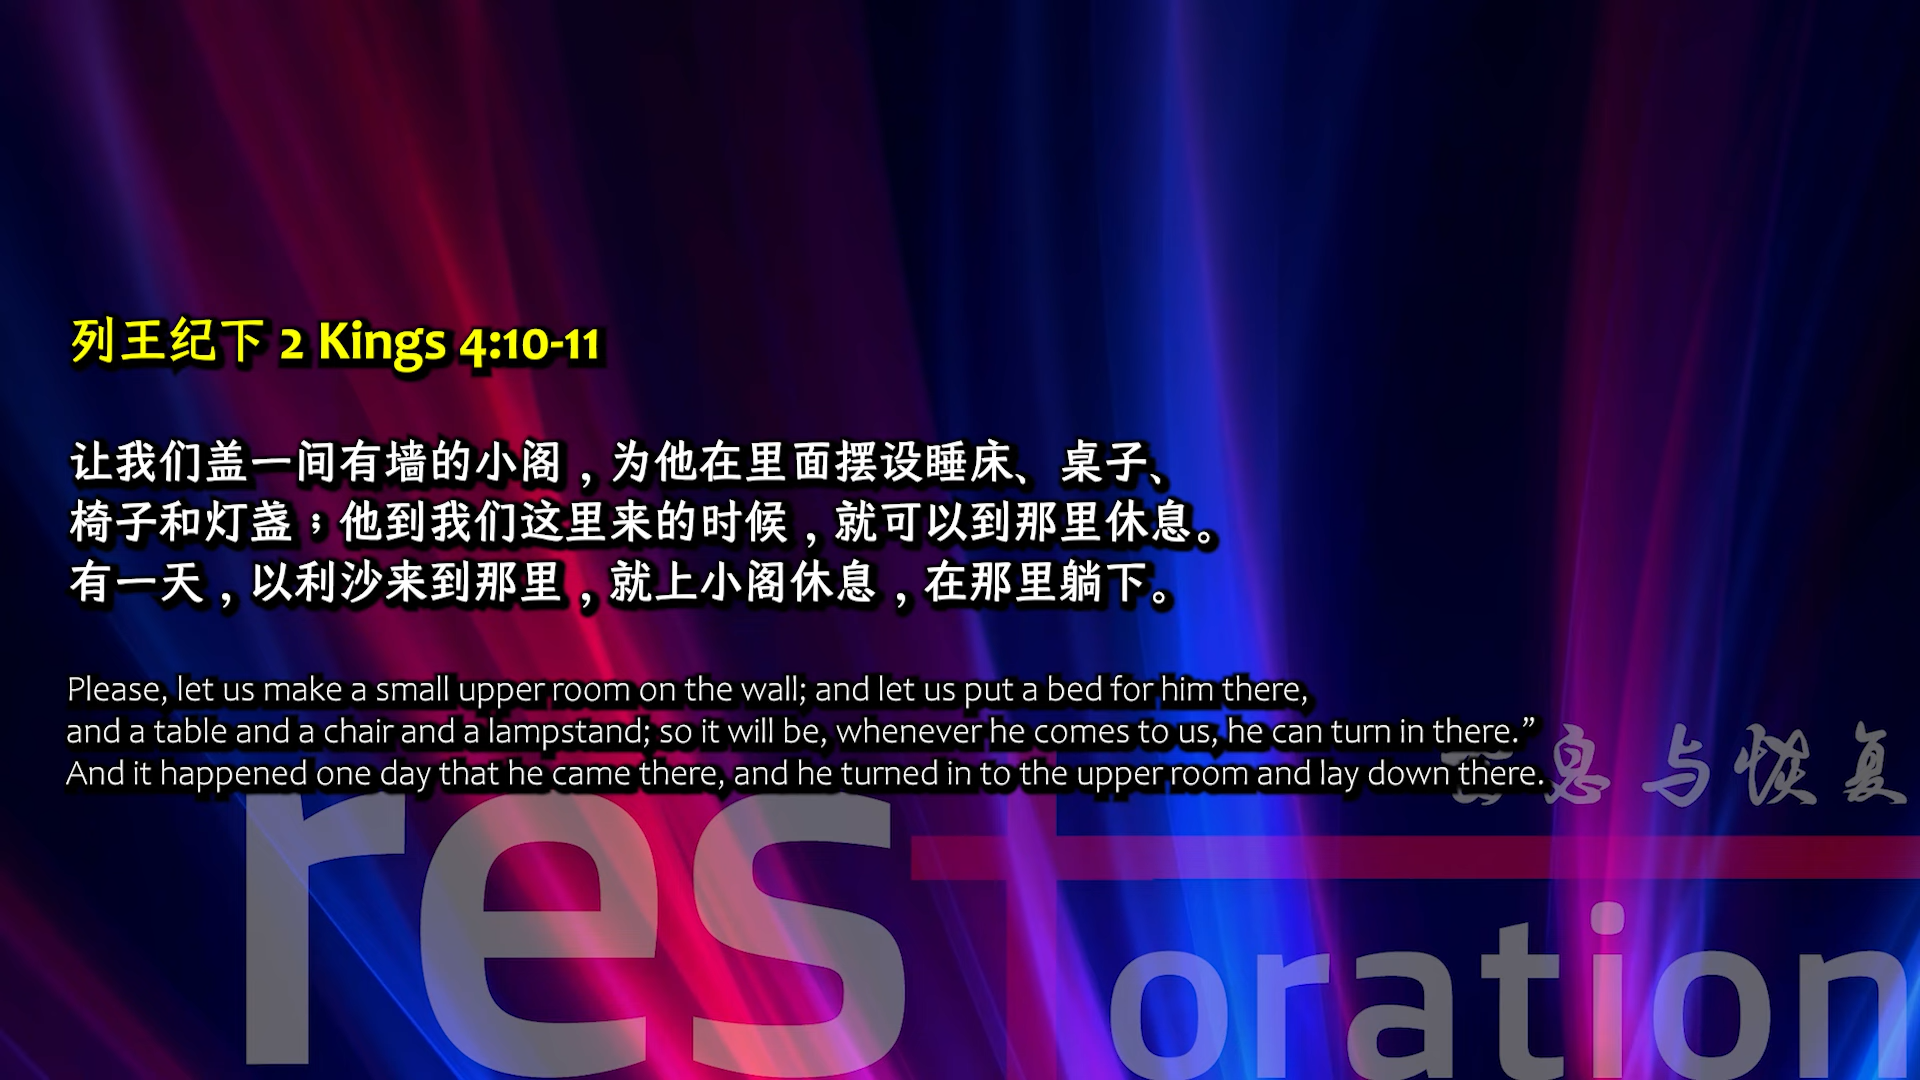 列王纪下 2 Kings 4:10-11
让我们盖一间有墙的小阁，为他在里面摆设睡床、桌子、
椅子和灯盏；他到我们这里来的时候，就可以到那里休息。
有一天，以利沙来到那里，就上小阁休息，在那里躺下。
Please, let us make a small upper room on the wall; and let us put a bed for him there,
and a table and a chair and a lampstand; so it will be, whenever he comes to us, he can turn in there.”
And it happened one day that he came there, and he turned in to the upper room and lay down there.
息与恢复
resToration